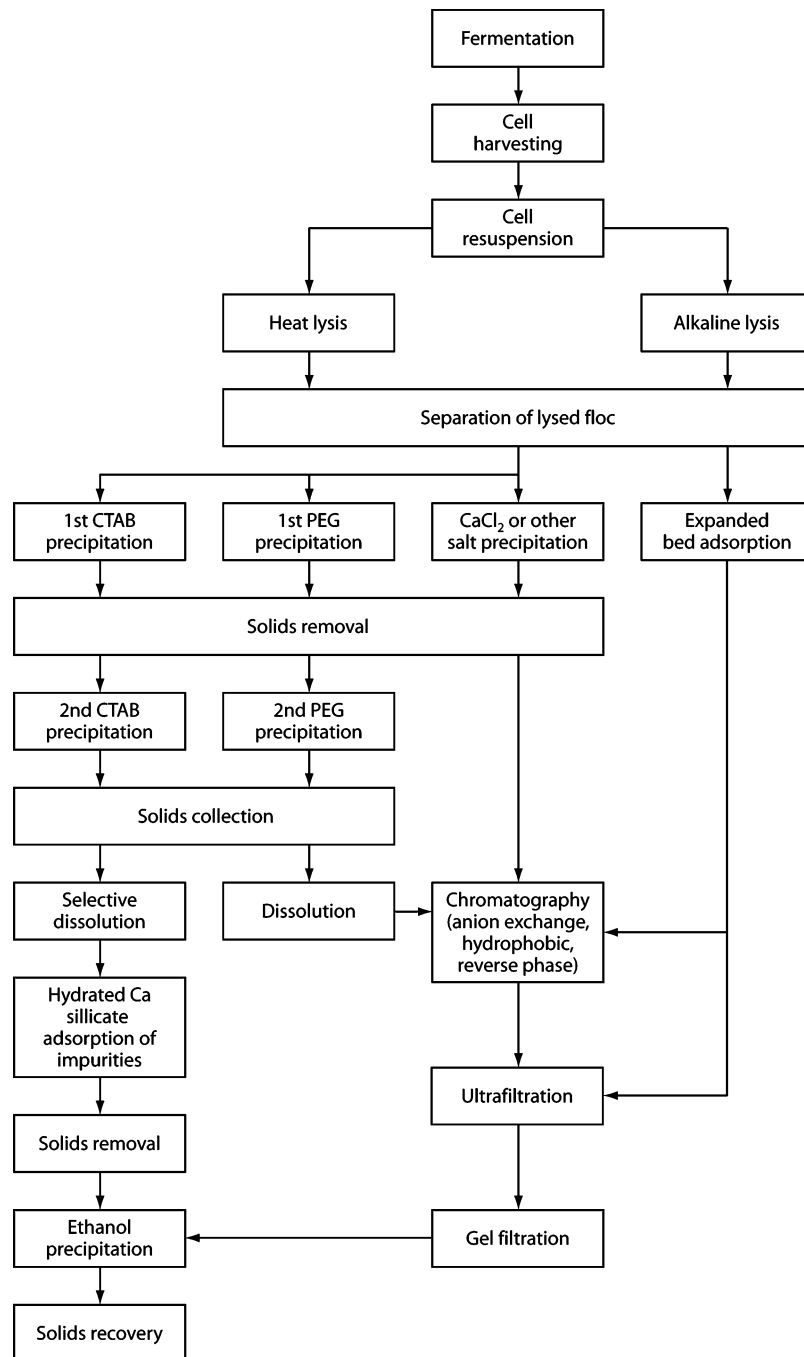 Fermentation
Cell
harvesting
Cell
resuspension
Heat lysis
Alkaline lysis
Separation of lysed floc
1st CTAB
precipitation
1st PEG
precipitation
CaCl₂ or other
salt precipitation
Expanded
bed adsorption
Solids removal
2nd CTAB
precipitation
2nd PEG
precipitation
Solids collection
Selective
dissolution
Dissolution
Chromatography
(anion exchange,
hydrophobic,
reverse phase)
Hydrated Ca
sillicate
adsorption of
impurities
Ultrafiltration
Solids removal
Ethanol
precipitation
Gel filtration
Solids recovery